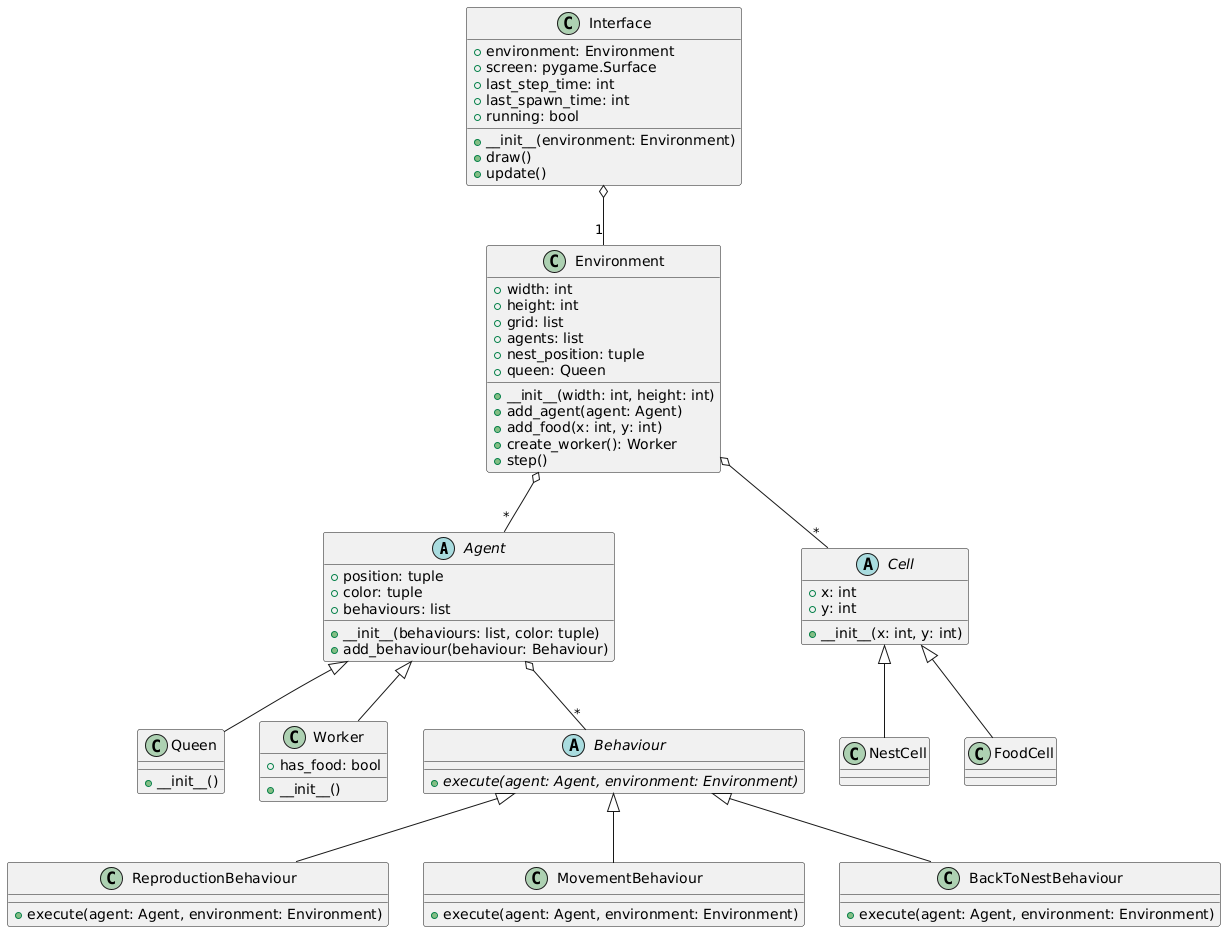 C Interface
environment: Environment
screen: pygame.Surface
last_step_time: int
last_spawn_time: int
running: bool
__init__(environment: Environment)
draw()
update()
1
C Environment
width: int
height: int
grid: list
agents: list
nest_position: tuple
queen: Queen
__init__(width: int, height: int)
add_agent(agent: Agent)
add_food(x: int, y: int)
create_worker(): Worker
step()
*
*
A Agent
position: tuple
color: tuple
behaviours: list
__init__(behaviours: list, color: tuple)
add_behaviour(behaviour: Behaviour)
A Cell
x: int
y: int
__init__(x: int, y: int)
*
C Queen
__init__()
C Worker
has_food: bool
__init__()
A Behaviour
execute(agent: Agent, environment: Environment)
C NestCell
C FoodCell
C ReproductionBehaviour
execute(agent: Agent, environment: Environment)
C MovementBehaviour
execute(agent: Agent, environment: Environment)
C BackToNestBehaviour
execute(agent: Agent, environment: Environment)